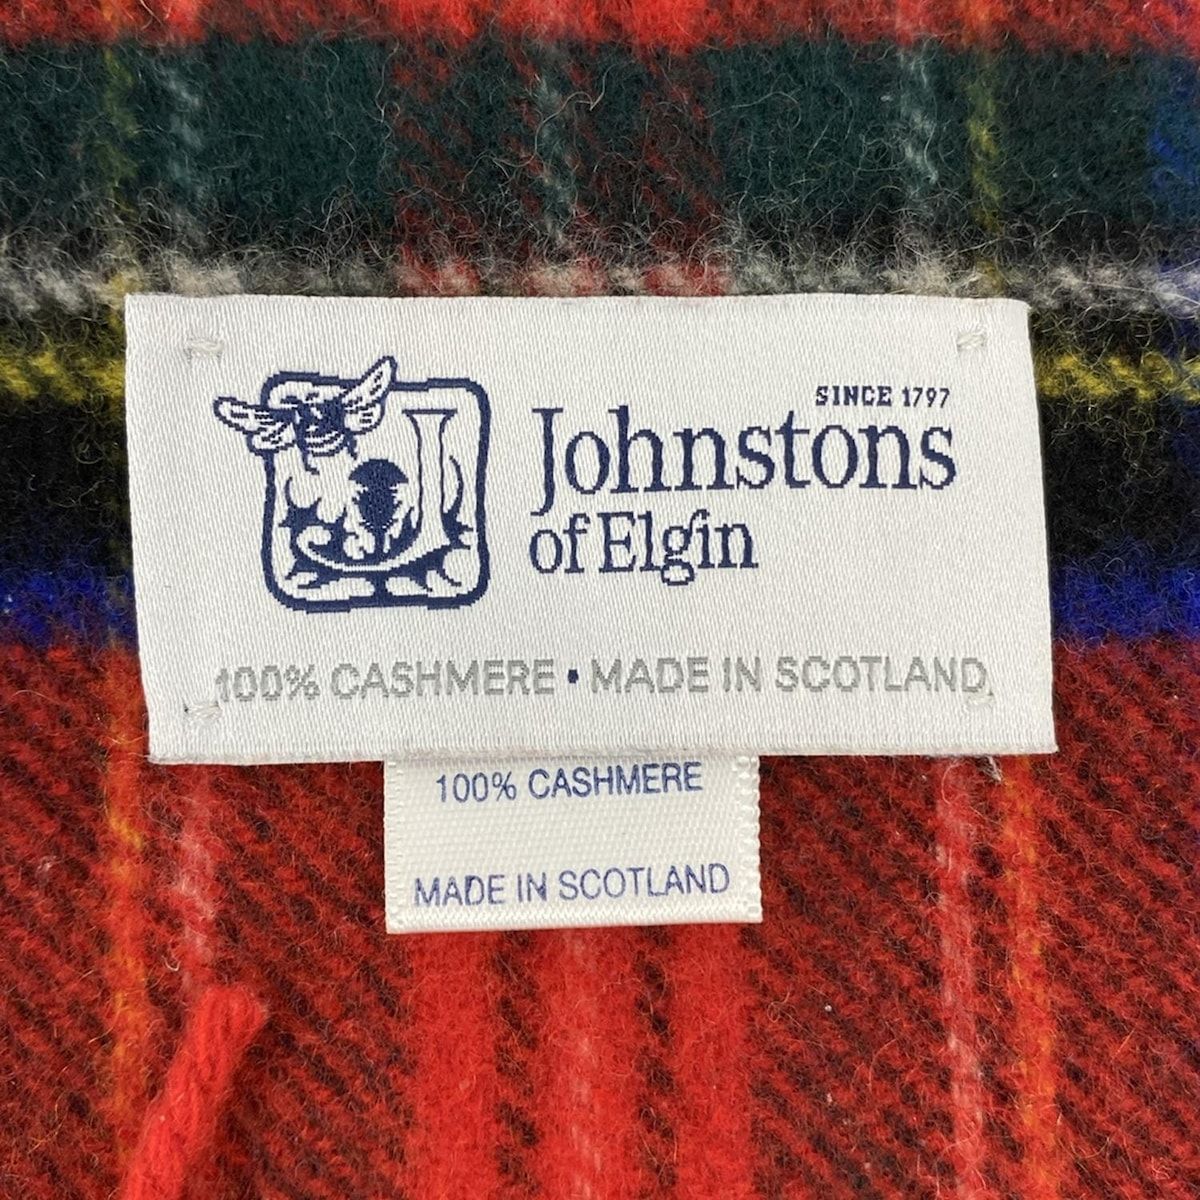 SINCE 1797
Johnstons
of Elgin
100% CASHMERE • MADE IN SCOTLAND
100% CASHMERE
MADE IN SCOTLAND